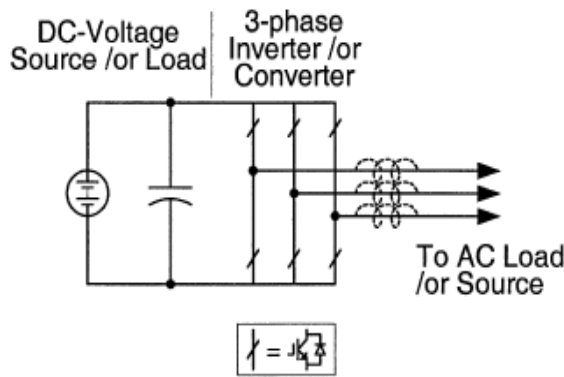 DC-Voltage
Source /or Load
3-phase
Inverter /or
Converter
To AC Load
/or Source
=